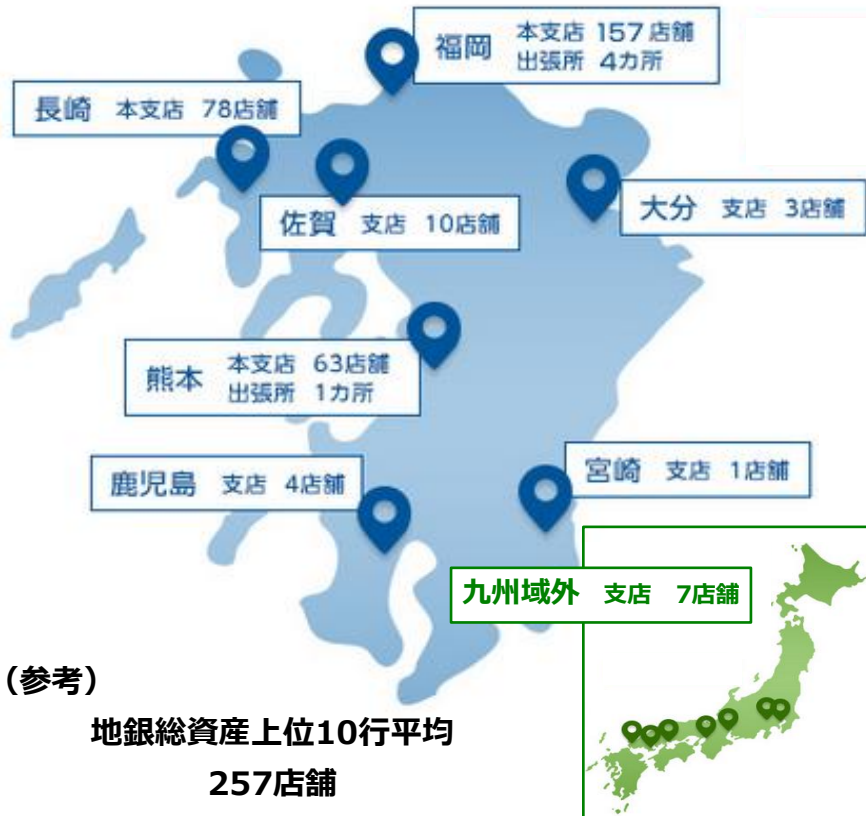 福岡 本支店 157店舗
出張所 4カ所
長崎 本支店 78店舗
佐賀 支店 10店舗
大分 支店 3店舗
熊本 本支店 63店舗
出張所 1カ所
鹿児島 支店 4店舗
宮崎 支店 1店舗
九州域外 支店 7店舗
(参考)
地銀総資産上位10行平均
257店舗